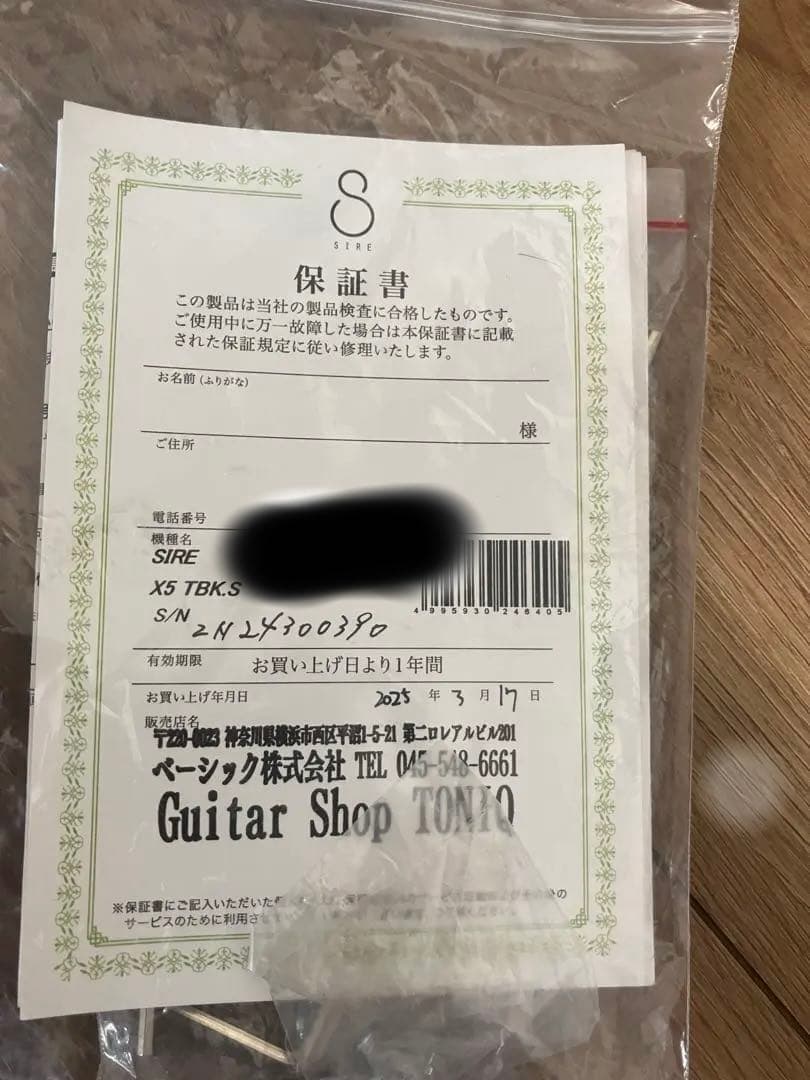 SIRE
保証書
この製品は当社の製品検査に合格したものです。
ご使用中に万一故障した場合は本保証書に記載
された保証規定に従い修理いたします。
お名前(ふりがな)
様
ご住所
電話番号
機種名
SIRE
X5 TBK.S
4995930246405
S/N 2N24300390
有効期限 お買い上げ日より1年間
お買い上げ年月日 2025 年 3 月 17 日
販売店名
〒220-0023 神奈川県横浜市西区平沼1-5-21 第二ロレアルビル201
ベーシック株式会社 TEL 045-548-6661
Guitar Shop TONIQ
※保証書にご記入いただいた
サービスのために利用させ